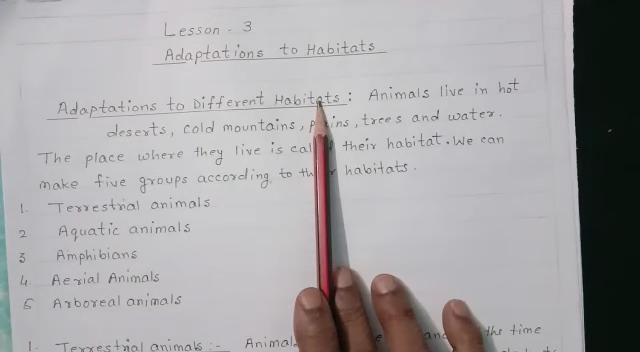 Lesson - 3
Adaptations to Habitats
Adaptations to Different Habitats : Animals live in hot
deserts, cold mountains, trees and water.
The place where they live is their habitat. We can
make five groups according to habitats.
1. Terrestrial animals
2 Aquatic animals
3 Amphibians
4. Aerial Animals
5 Arboreal animals
1. Terrestrial animals :- the time